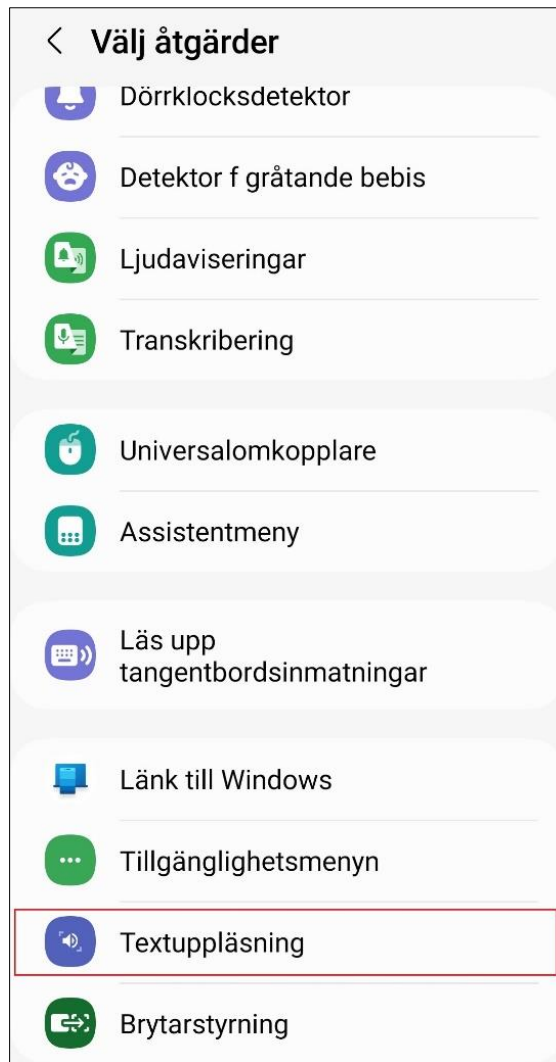 Välj åtgärder
Dörrklocksdetektor
Detektor f gråtande bebis
Ljudaviseringar
Transkribering
Universalomkopplare
Assistentmeny
Läs upp
tangentbordsinmatningar
Länk till Windows
Tillgänglighetsmenyn
Textuppläsning
Brytarstyrning